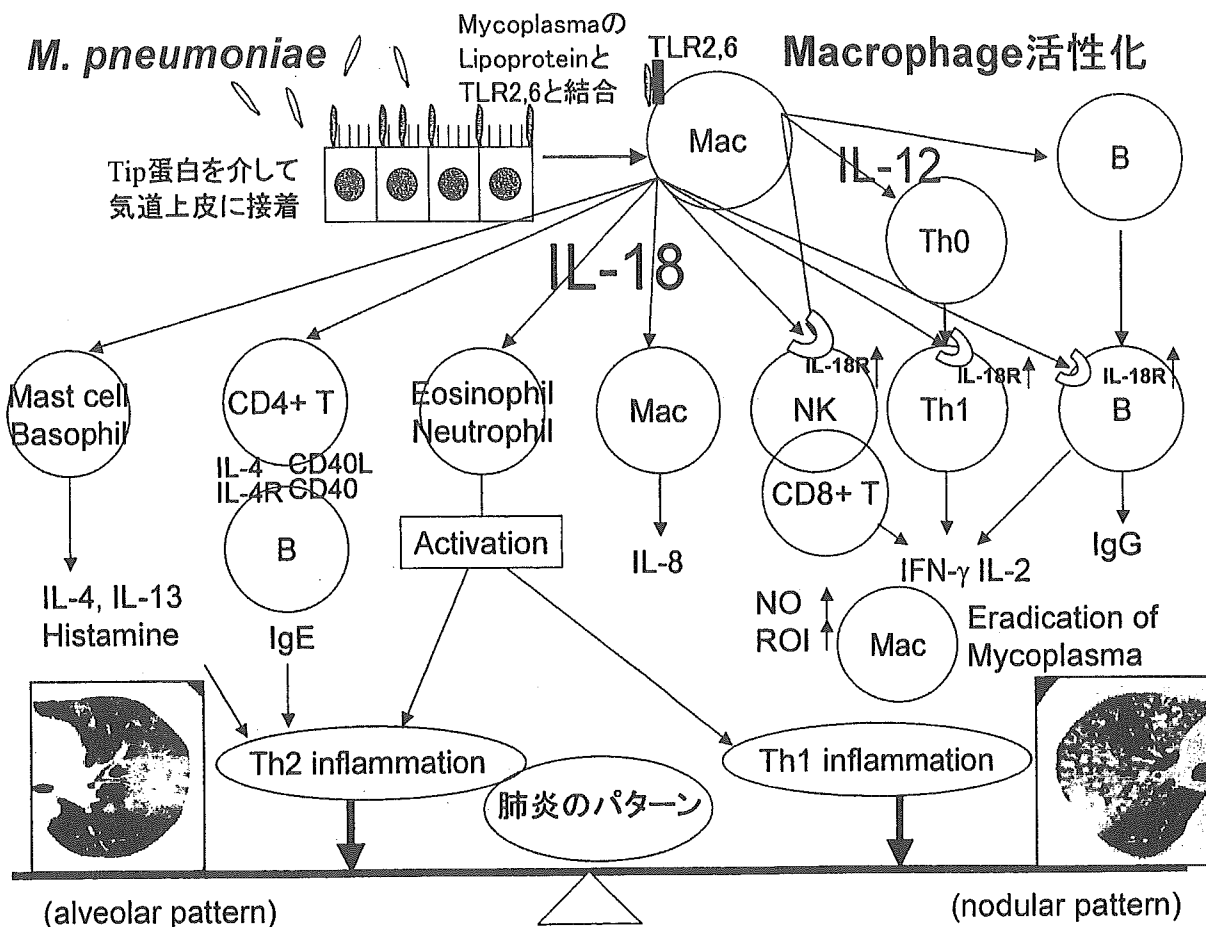 M. pneumoniae
Mycoplasmaの
Lipoproteinと
TLR2,6と結合
TLR2,6
Macrophage活性化
Tip蛋白を介して
気道上皮に接着
Mac
IL-12
B
Th0
IL-18
Mast cell
Basophil
CD4+ T
Eosinophil
Neutrophil
Mac
IL-18R
NK
IL-18R
Th1
IL-18R
B
IL-4 CD40L
IL-4R CD40
B
CD8+ T
Activation
IL-8
IFN-γ IL-2
IgG
IL-4, IL-13
Histamine
IgE
NO
ROI
Mac
Eradication of
Mycoplasma
Th2 inflammation
Th1 inflammation
肺炎のパターン
(alveolar pattern)
(nodular pattern)